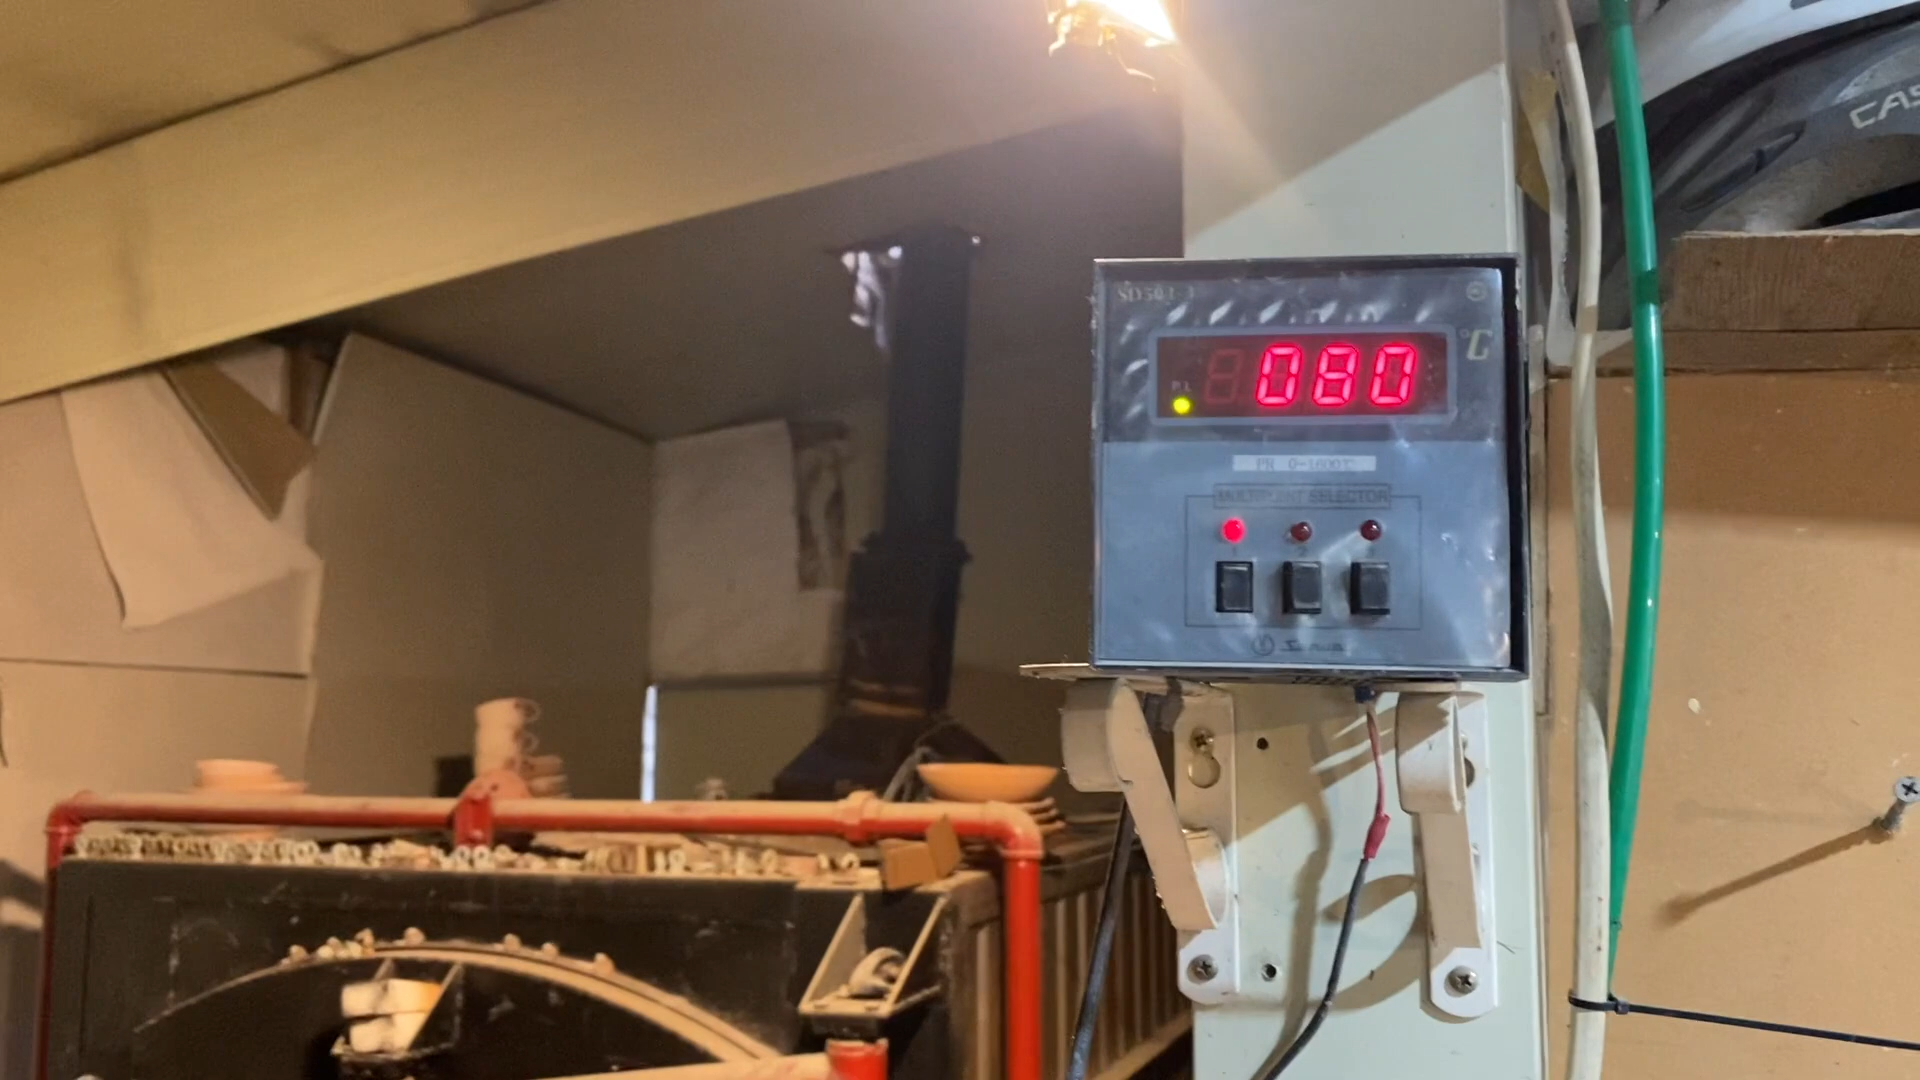 SD503-3
°C
080
P.L
PR 0-1600℃
MULTIPOINT SELECTOR
CAS